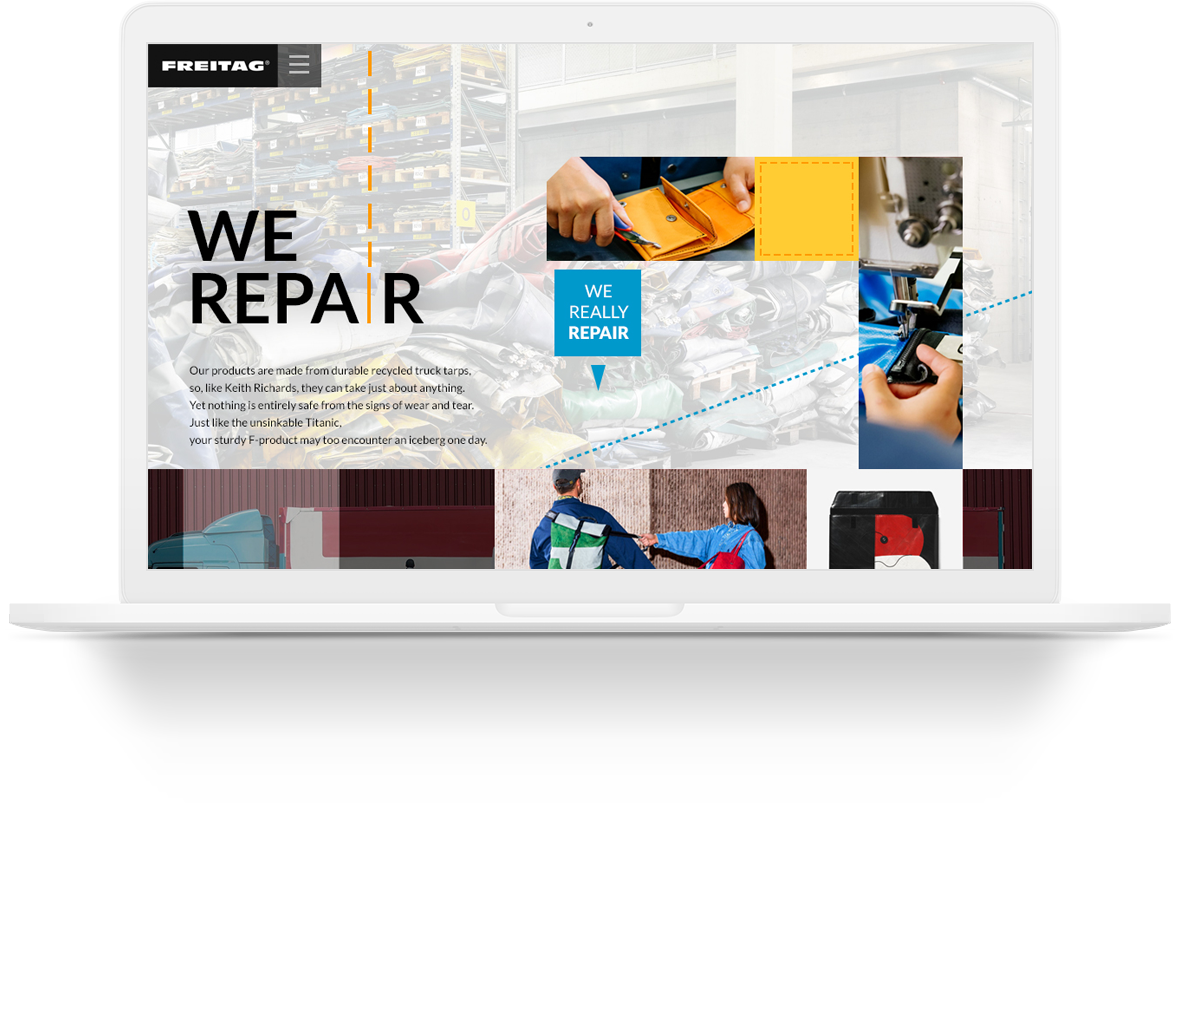 FREITAG®
WE
REPAIR
Our products are made from durable recycled truck tarps,
so, like Keith Richards, they can take just about anything.
Yet nothing is entirely safe from the signs of wear and tear.
Just like the unsinkable Titanic,
your sturdy F-product may too encounter an iceberg one day.
0
WE
REALLY
REPAIR